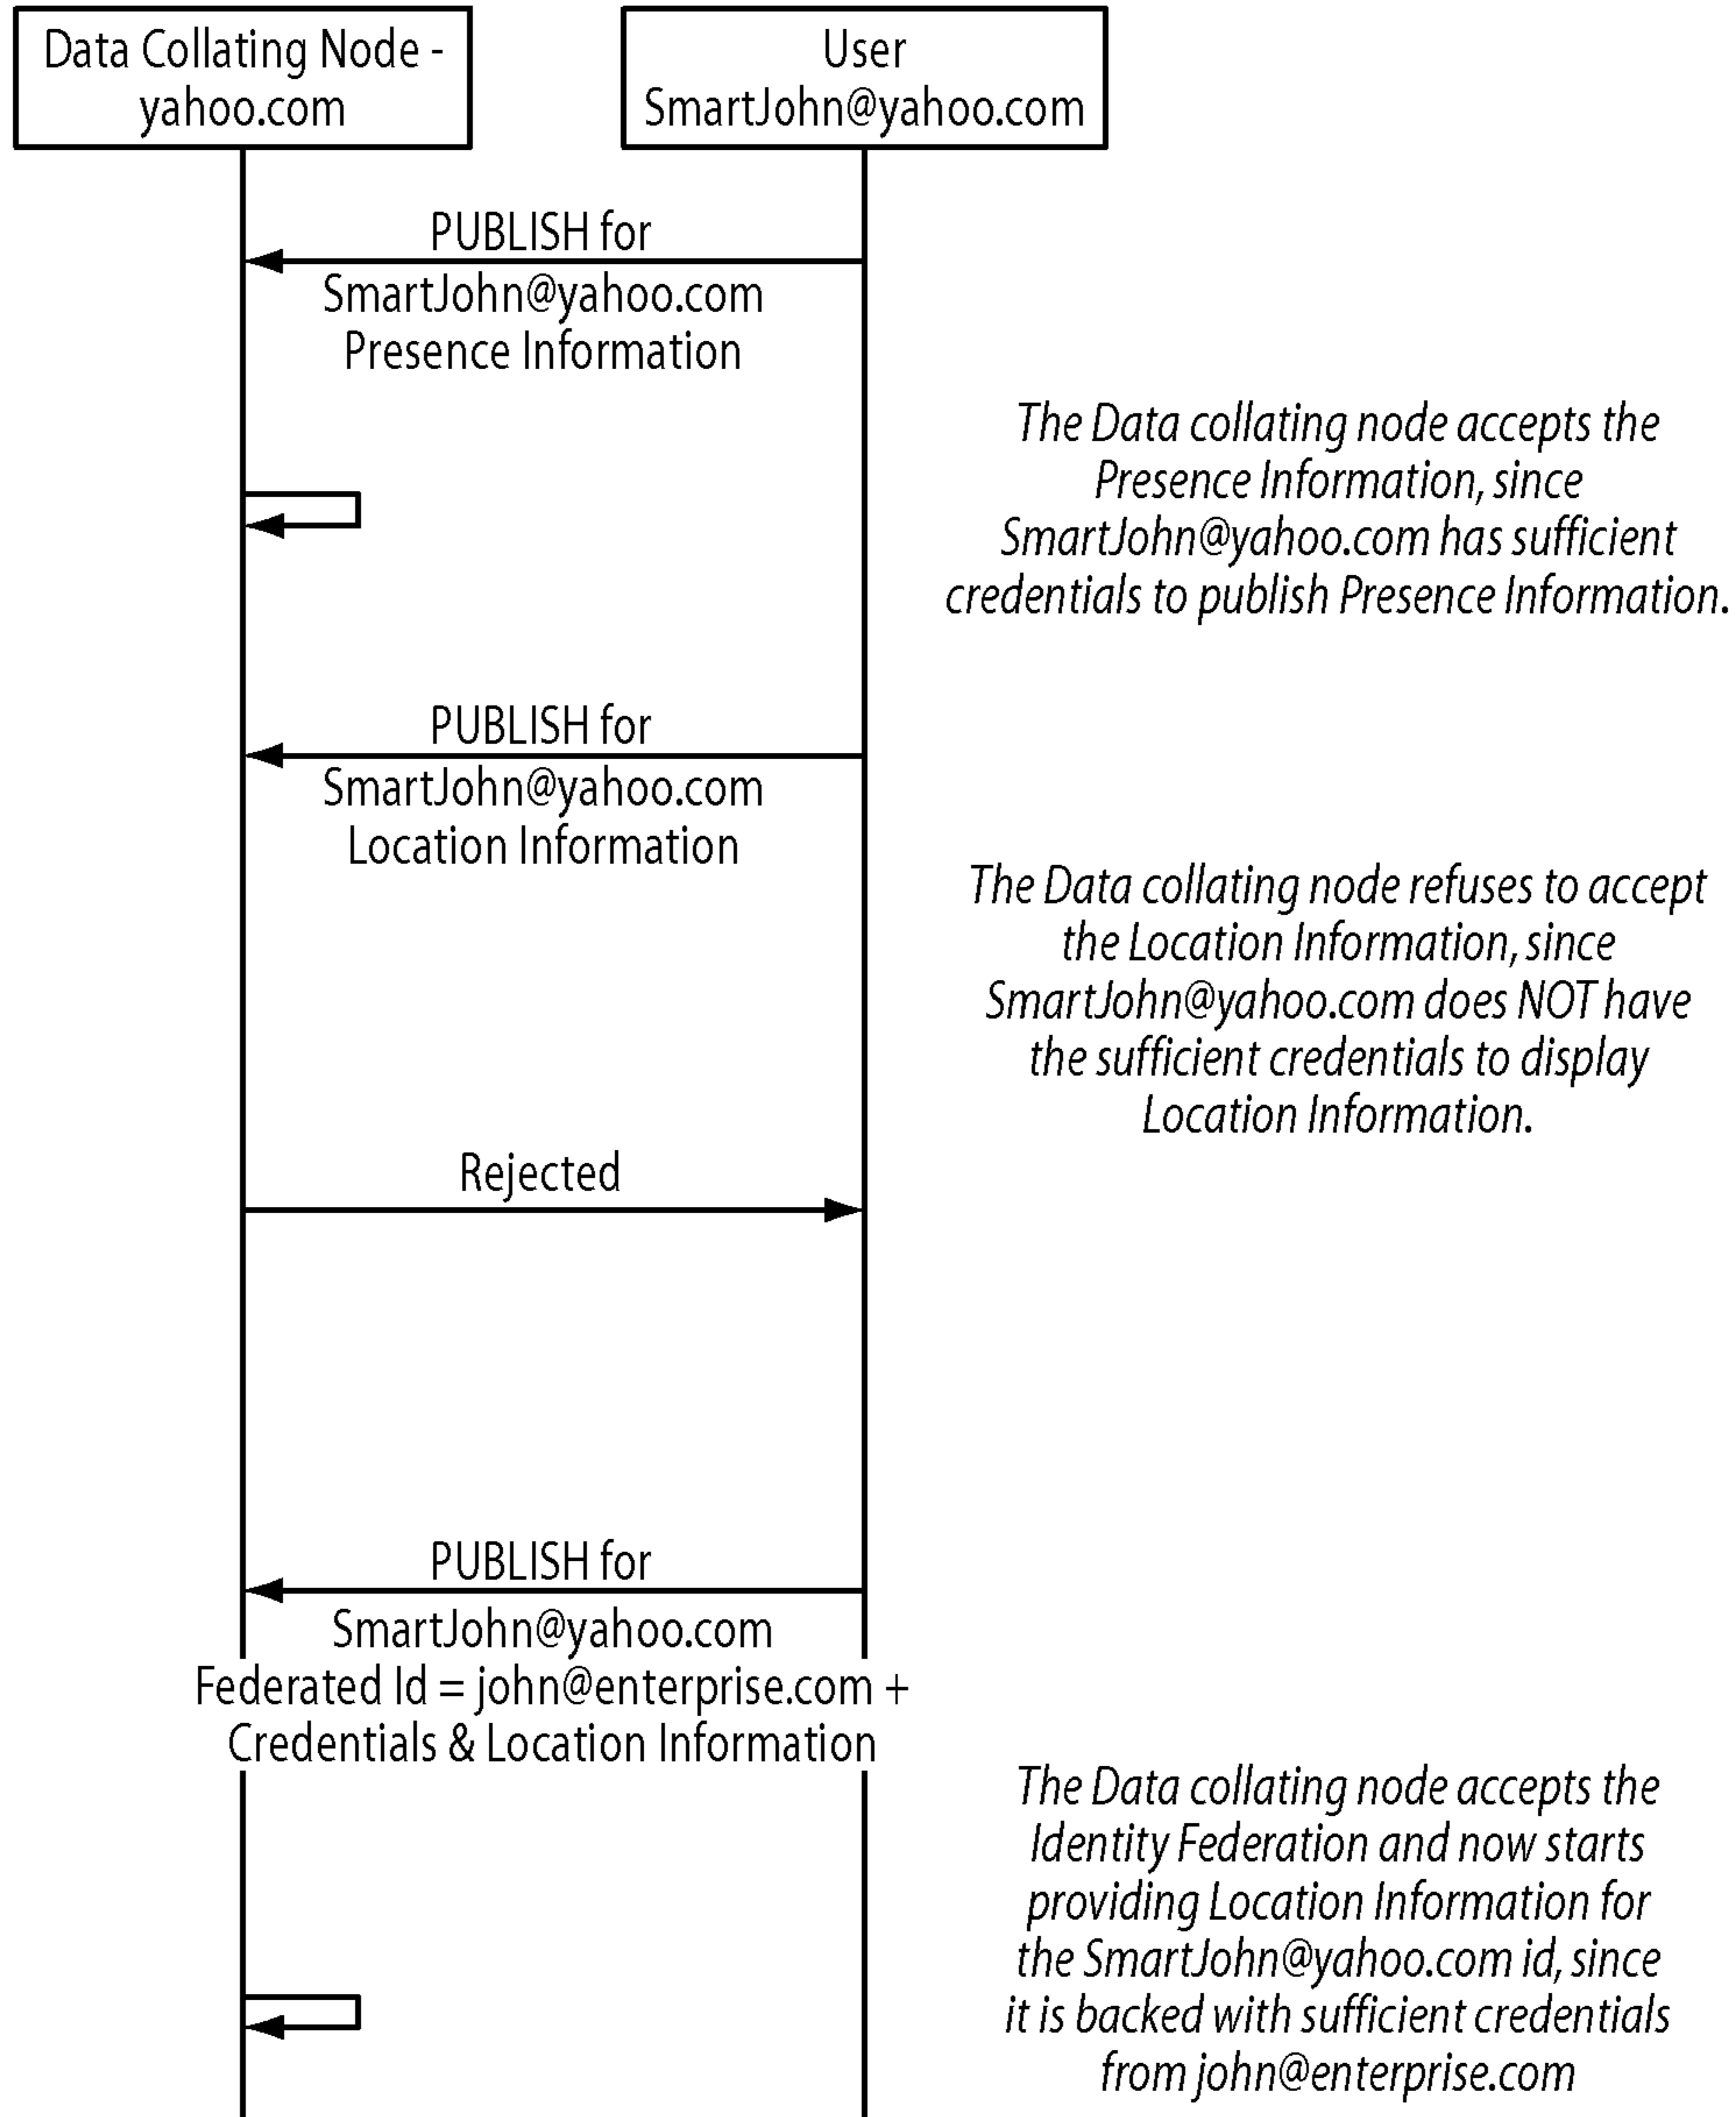 Data Collating Node -
yahoo.com
User
SmartJohn@yahoo.com
PUBLISH for
SmartJohn@yahoo.com
Presence Information
The Data collating node accepts the
Presence Information, since
SmartJohn@yahoo.com has sufficient
credentials to publish Presence Information.
PUBLISH for
SmartJohn@yahoo.com
Location Information
The Data collating node refuses to accept
the Location Information, since
SmartJohn@yahoo.com does NOT have
the sufficient credentials to display
Location Information.
Rejected
PUBLISH for
SmartJohn@yahoo.com
Federated Id = john@enterprise.com +
Credentials & Location Information
The Data collating node accepts the
Identity Federation and now starts
providing Location Information for
the SmartJohn@yahoo.com id, since
it is backed with sufficient credentials
from john@enterprise.com